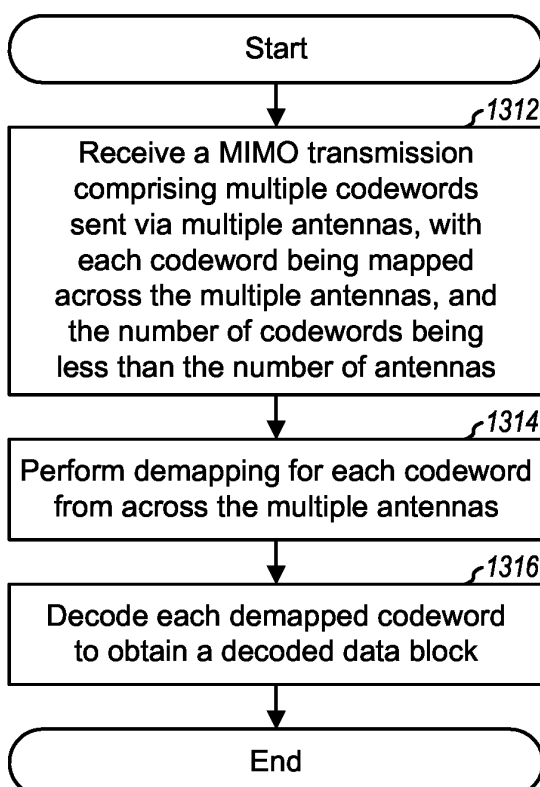 Start
1312
Receive a MIMO transmission
comprising multiple codewords
sent via multiple antennas, with
each codeword being mapped
across the multiple antennas, and
the number of codewords being
less than the number of antennas
1314
Perform demapping for each codeword
from across the multiple antennas
1316
Decode each demapped codeword
to obtain a decoded data block
End